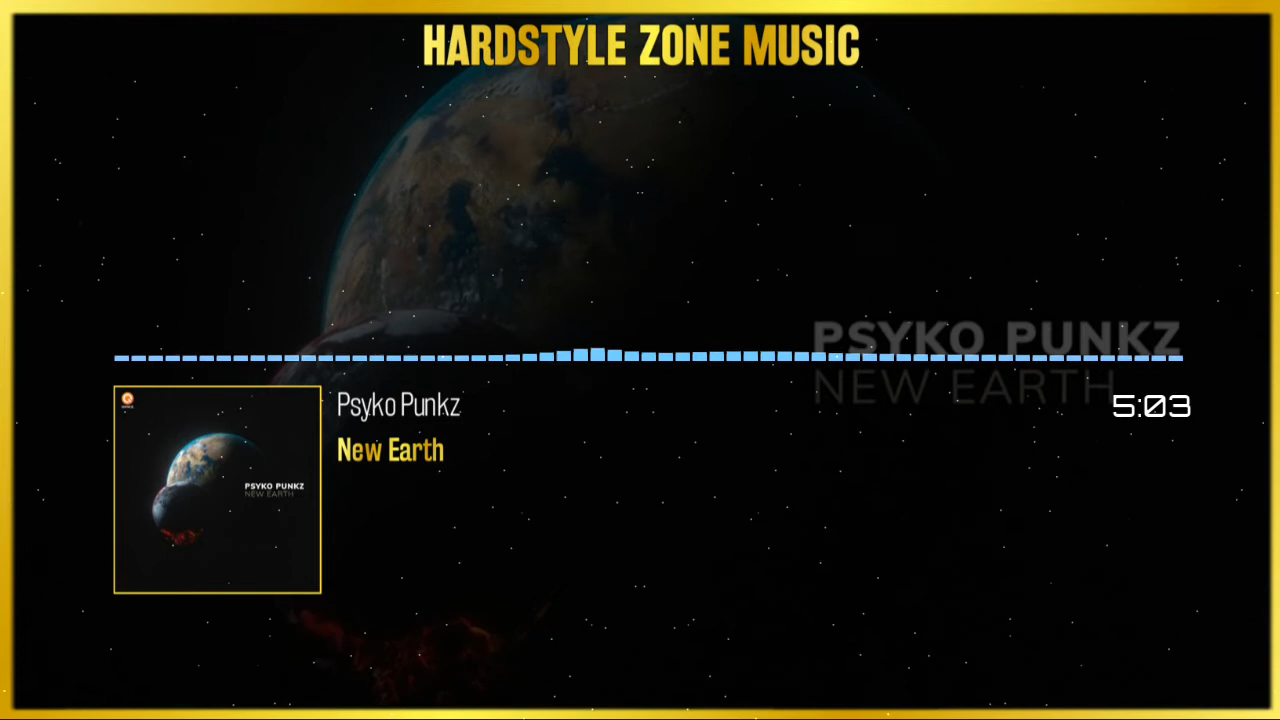 HARDSTYLE ZONE MUSIC
PSYKO PUNKZ
NEW EARTH
Psyko Punkz
5:03
New Earth
PSYKO PUNKZ
NEW EARTH